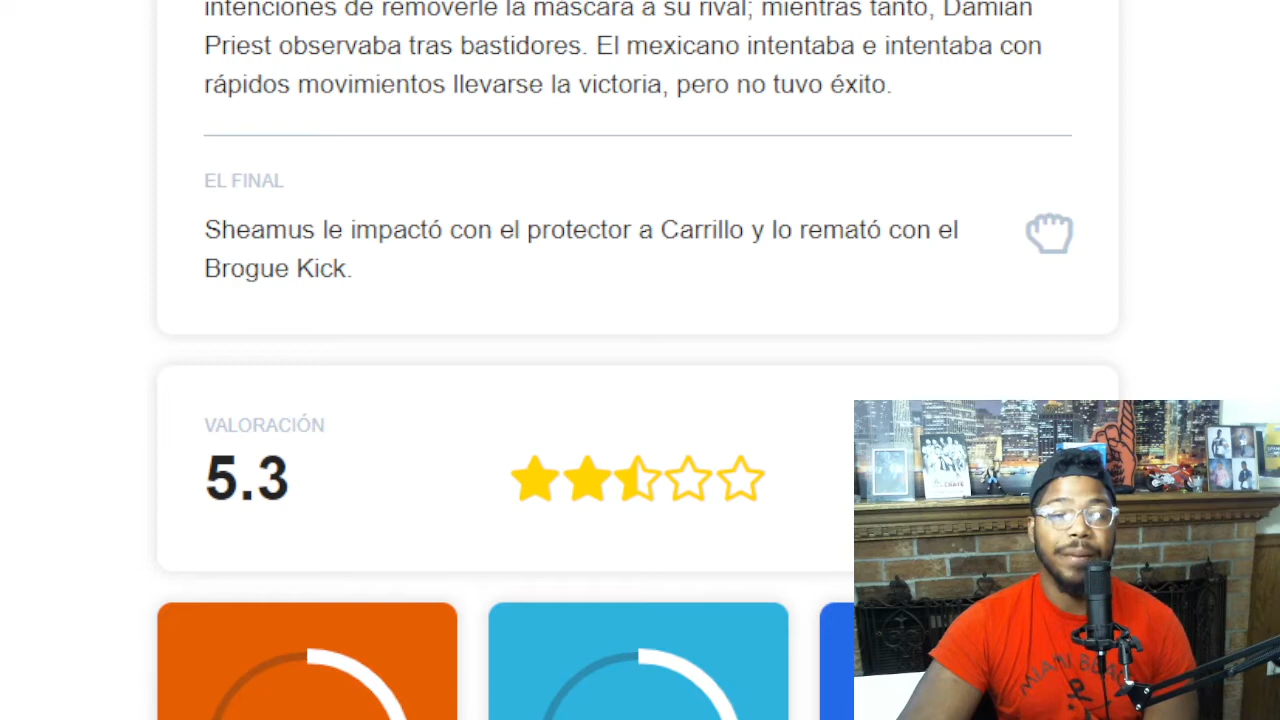 intenciones de removerle la máscara a su rival; mientras tanto, Damian
Priest observaba tras bastidores. El mexicano intentaba e intentaba con
rápidos movimientos llevarse la victoria, pero no tuvo éxito.
EL FINAL
Sheamus le impactó con el protector a Carrillo y lo remató con el
Brogue Kick.
VALORACIÓN
5.3
MIAMI BEA